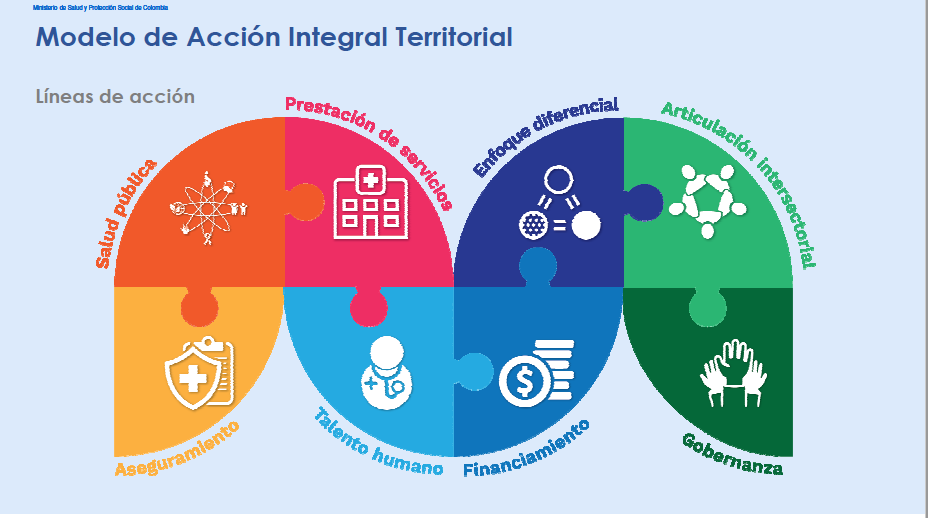 Ministerio de Salud y Protección Social de Colombia
Modelo de Acción Integral Territorial
Líneas de acción
Salud pública
Prestación de servicios
Enfoque diferencial
Articulación intersectorial
Aseguramiento
Talento humano
Financiamiento
Gobernanza